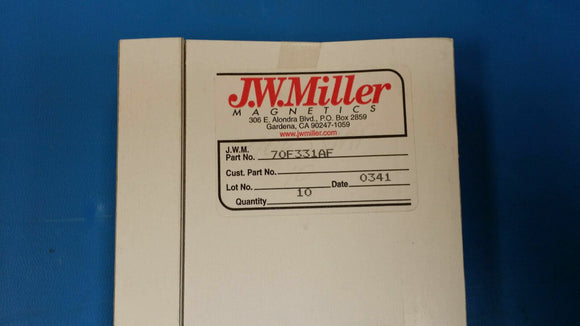 J.W.Miller
MAGNETICS
306 E. Alondra Blvd., P.O. Box 2859
Gardena, CA 90247-1059
www.jwmiller.com
J.W.M.
Part No. 70F331AF
Cust. Part No.
Lot No. Date 0341
Quantity 10